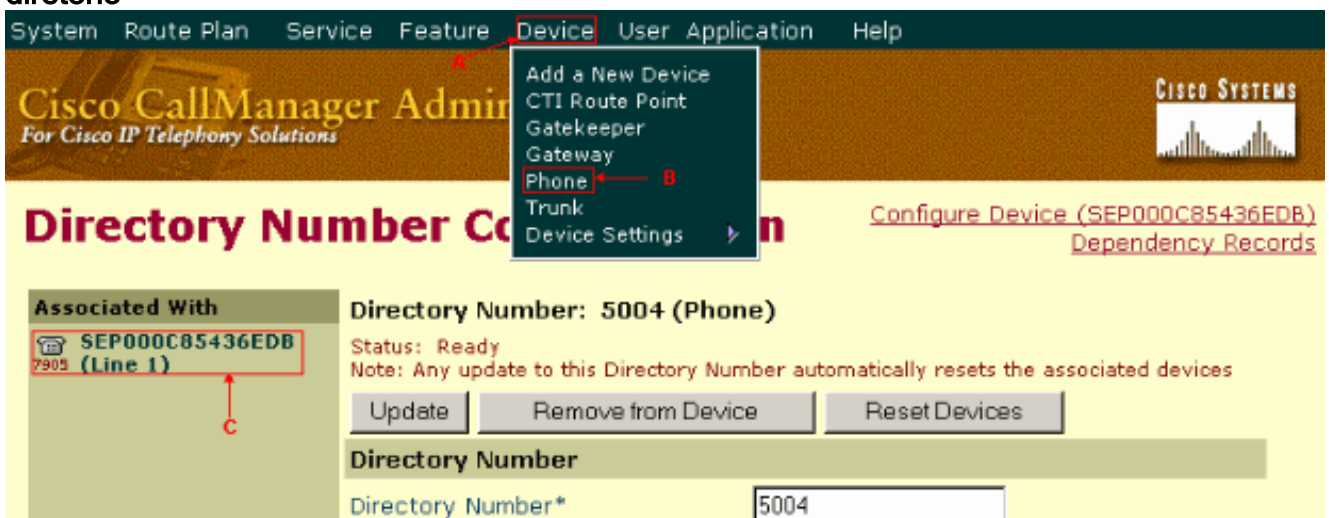 System Route Plan Service Feature Device User Application Help
A
Add a New Device
CTI Route Point
Gatekeeper
Gateway
Phone B
Trunk
Device Settings
Cisco CallManager Admin
For Cisco IP Telephony Solutions
CISCO SYSTEMS
Directory Number Co n
Configure Device (SEP000C85436EDB)
Dependency Records
Associated With
SEP000C85436EDB
7905 (Line 1)
C
Directory Number: 5004 (Phone)
Status: Ready
Note: Any update to this Directory Number automatically resets the associated devices
Update Remove from Device Reset Devices
Directory Number
Directory Number* 5004